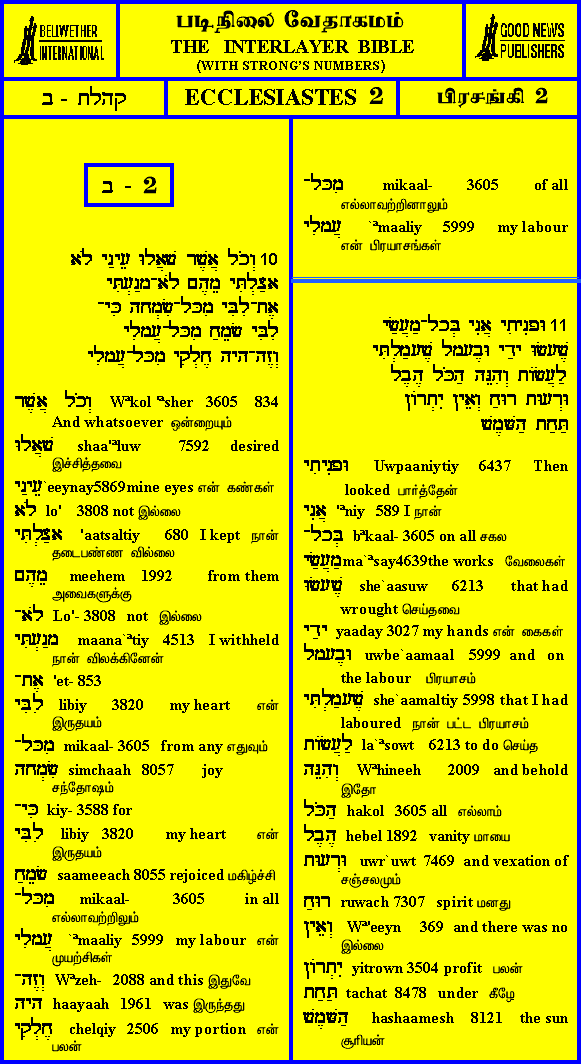 BELLWETHER INTERNATIONAL
படிநிலை வேதாகமம்
THE INTERLAYER BIBLE
(WITH STRONG'S NUMBERS)
GOOD NEWS PUBLISHERS
קהלת - ב
ECCLESIASTES 2
பிரசங்கி 2
ב - 2
10 וְכֹל אֲשֶׁר שָׁאֲלוּ עֵינַי לֹא
אָצַלְתִּי מֵהֶם לֹא־מָנַעְתִּי
אֶת־לִבִּי מִכָּל־שִׂמְחָה כִּי־
לִבִּי שָׂמֵחַ מִכָּל־עֲמָלִי
וְזֶה־הָיָה חֶלְקִי מִכָּל־עֲמָלִי
וְכֹל אֲשֶׁר Wᵊkol ᵃsher 3605 834
And whatsoever ஒன்றையும்
שָׁאֲלוּ shaa'ᵃluw 7592 desired
இச்சித்தவை
עֵינַי `eeynay5869mine eyes என் கண்கள்
לֹא lo' 3808 not இல்லை
אָצַלְתִּי 'aatsaltiy 680 I kept நான்
தடைபண்ண வில்லை
מֵהֶם meehem 1992 from them
அவைகளுக்கு
לֹא־ Lo'- 3808 not இல்லை
מָנַעְתִּי maana`ᵃtiy 4513 I withheld
நான் விலக்கினேன்
אֶת־ 'et- 853
לִבִּי libiy 3820 my heart என்
இருதயம்
מִכָּל־ mikaal- 3605 from any எதுவும்
שִׂמְחָה simchaah 8057 joy
சந்தோஷம்
כִּי־ kiy- 3588 for
לִבִּי libiy 3820 my heart என்
இருதயம்
שָׂמֵחַ saameeach 8055 rejoiced மகிழ்ச்சி
מִכָּל־ mikaal- 3605 in all
எல்லாவற்றிலும்
עֲמָלִי `ᵃmaaliy 5999 my labour என்
முயற்சிகள்
וְזֶה־ Wᵊzeh- 2088 and this இதுவே
הָיָה haayaah 1961 was இருந்தது
חֶלְקִי chelqiy 2506 my portion என்
பலன்
מִכָּל־ mikaal- 3605 of all
எல்லாவற்றினாலும்
עֲמָלִי `ᵃmaaliy 5999 my labour
என் பிரயாசங்கள்
11 וּפָנִיתִי אֲנִי בְּכָל־מַעֲשַׂי
שֶׁעָשׂוּ יָדַי וּבֶעָמָל שֶׁעָמַלְתִּי
לַעֲשׂוֹת וְהִנֵּה הַכֹּל הֶבֶל
וּרְעוּת רוּחַ וְאֵין יִתְרוֹן
תַּחַת הַשָּׁמֶשׁ
וּפָנִיתִי Uwpaaniytiy 6437 Then
looked பார்த்தேன்
אֲנִי 'ᵃniy 589 I நான்
בְּכָל־ bᵊkaal- 3605 on all சகல
מַעֲשַׂי ma`ᵃsay4639the works வேலைகள்
שֶׁעָשׂוּ she`aasuw 6213 that had
wrought செய்தவை
יָדַי yaaday 3027 my hands என் கைகள்
וּבֶעָמָל uwbe`aamaal 5999 and on
the labour பிரயாசம்
שֶׁעָמַלְתִּי she`aamaltiy 5998 that I had
laboured நான் பட்ட பிரயாசம்
לַעֲשׂוֹת la`ᵃsowt 6213 to do செய்த
וְהִנֵּה Wᵊhineeh 2009 and behold
இதோ
הַכֹּל hakol 3605 all எல்லாம்
הֶבֶל hebel 1892 vanity மாயை
וּרְעוּת uwr`uwt 7469 and vexation of
சஞ்சலமும்
רוּחַ ruwach 7307 spirit மனது
וְאֵין Wᵊ'eeyn 369 and there was no
இல்லை
יִתְרוֹן yitrown 3504 profit பலன்
תַּחַת tachat 8478 under கீழே
הַשָּׁמֶשׁ hashaamesh 8121 the sun
சூரியன்